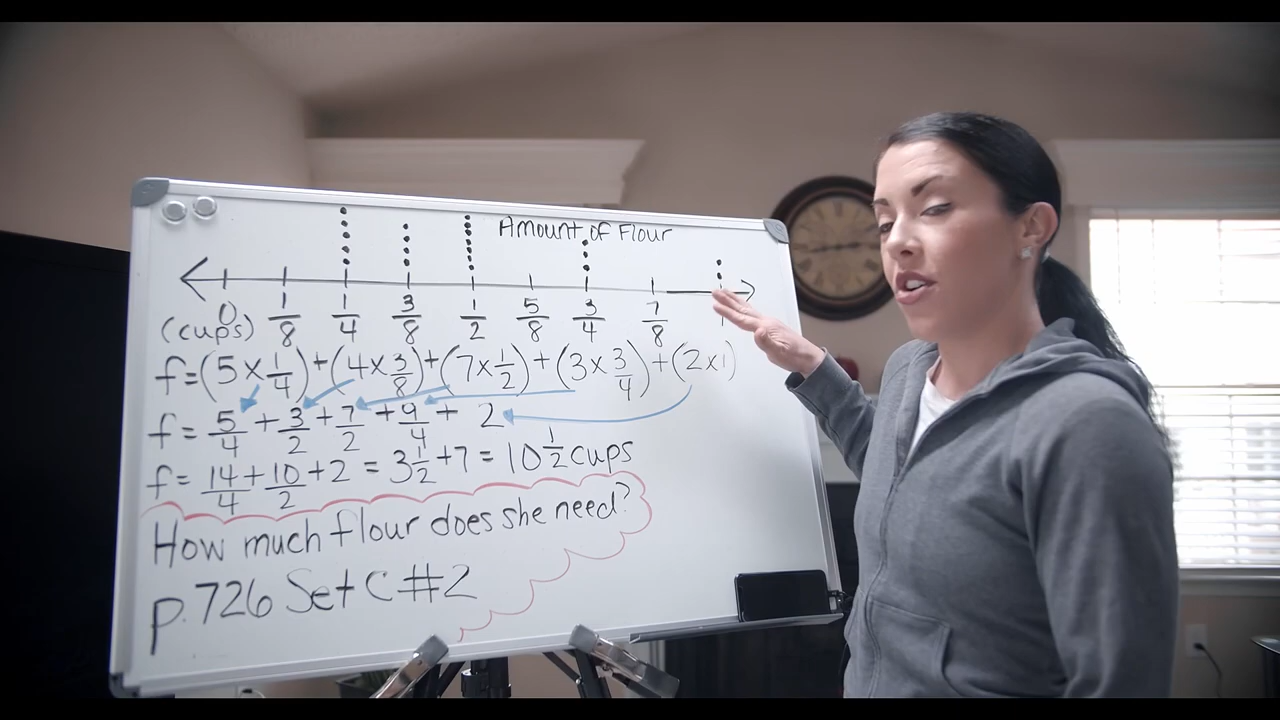 Amount of Flour
0 1/8 1/4 3/8 1/2 5/8 3/4 7/8 1
(cups)
f=(5×1/4)+(4×3/8)+(7×1/2)+(3×3/4)+(2×1)
f= 5/4 + 3/2 + 7/2 + 9/4 + 2
f= 14/4 + 10/2 + 2 = 3 1/2 + 7 = 10 1/2 cups
How much flour does she need?
p.726 Set C #2